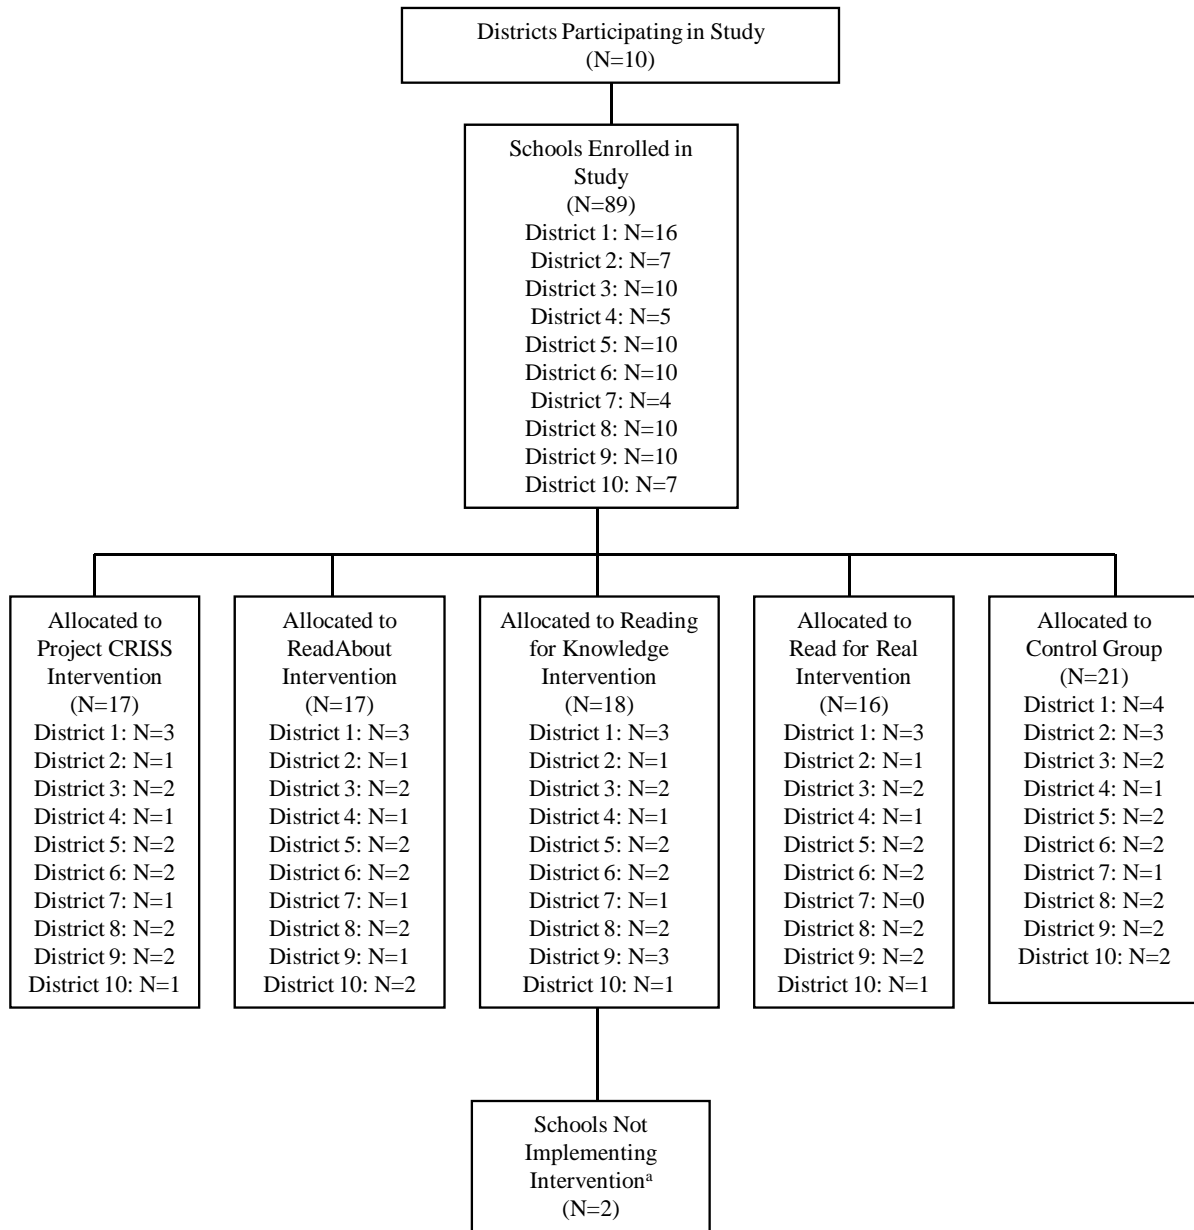 Districts Participating in Study
(N=10)
Schools Enrolled in
Study
(N=89)
District 1: N=16
District 2: N=7
District 3: N=10
District 4: N=5
District 5: N=10
District 6: N=10
District 7: N=4
District 8: N=10
District 9: N=10
District 10: N=7
Allocated to
Project CRISS
Intervention
(N=17)
District 1: N=3
District 2: N=1
District 3: N=2
District 4: N=1
District 5: N=2
District 6: N=2
District 7: N=1
District 8: N=2
District 9: N=2
District 10: N=1
Allocated to
ReadAbout
Intervention
(N=17)
District 1: N=3
District 2: N=1
District 3: N=2
District 4: N=1
District 5: N=2
District 6: N=2
District 7: N=1
District 8: N=2
District 9: N=1
District 10: N=2
Allocated to Reading
for Knowledge
Intervention
(N=18)
District 1: N=3
District 2: N=1
District 3: N=2
District 4: N=1
District 5: N=2
District 6: N=2
District 7: N=1
District 8: N=2
District 9: N=3
District 10: N=1
Allocated to
Read for Real
Intervention
(N=16)
District 1: N=3
District 2: N=1
District 3: N=2
District 4: N=1
District 5: N=2
District 6: N=2
District 7: N=0
District 8: N=2
District 9: N=2
District 10: N=1
Allocated to
Control Group
(N=21)
District 1: N=4
District 2: N=3
District 3: N=2
District 4: N=1
District 5: N=2
District 6: N=2
District 7: N=1
District 8: N=2
District 9: N=2
District 10: N=2
Schools Not
Implementing
Interventionᵃ
(N=2)